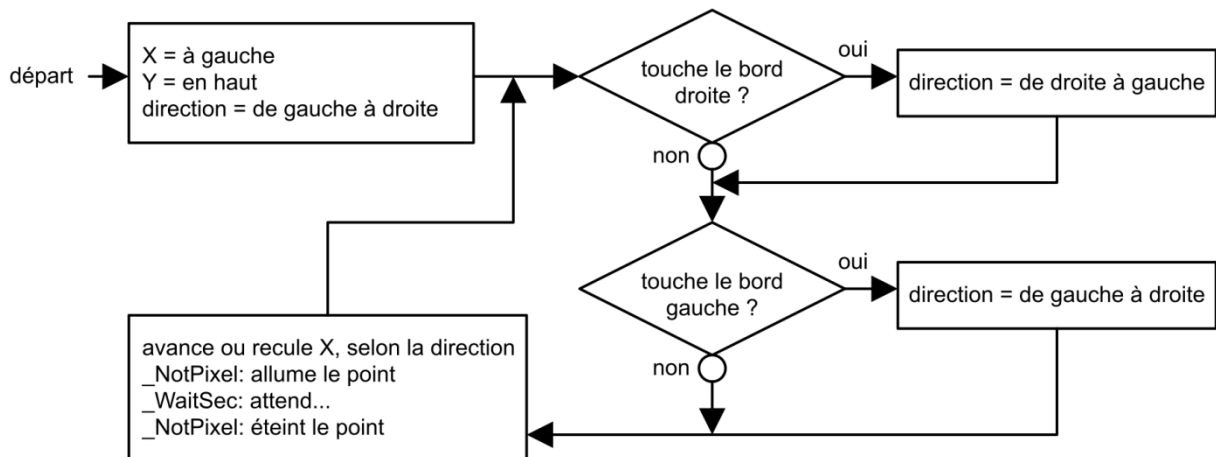 départ
X = à gauche
Y = en haut
direction = de gauche à droite
touche le bord
droite ?
oui
direction = de droite à gauche
non
touche le bord
gauche ?
oui
direction = de gauche à droite
non
avance ou recule X, selon la direction
_NotPixel: allume le point
_WaitSec: attend...
_NotPixel: éteint le point